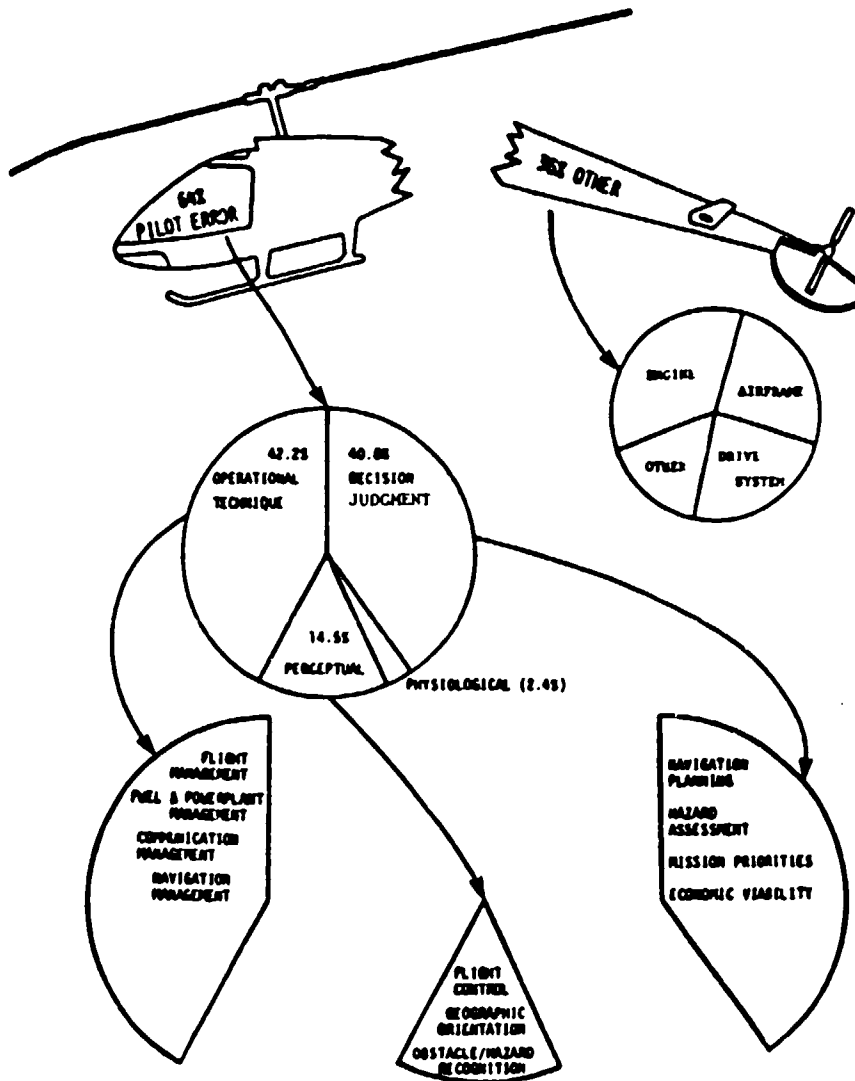 64%
PILOT ERROR
36% OTHER
ENGINE
AIRFRAME
OTHER
DRIVE
SYSTEM
42.2%
OPERATIONAL
TECHNIQUE
40.8%
DECISION
JUDGMENT
14.5%
PERCEPTUAL
PHYSIOLOGICAL (2.4%)
FLIGHT
MANAGEMENT
FUEL & POWERPLANT
MANAGEMENT
COMMUNICATION
MANAGEMENT
NAVIGATION
MANAGEMENT
FLIGHT
CONTROL
GEOGRAPHIC
ORIENTATION
OBSTACLE/HAZARD
RECOGNITION
NAVIGATION
PLANNING
HAZARD
ASSESSMENT
MISSION PRIORITIES
ECONOMIC VIABILITY